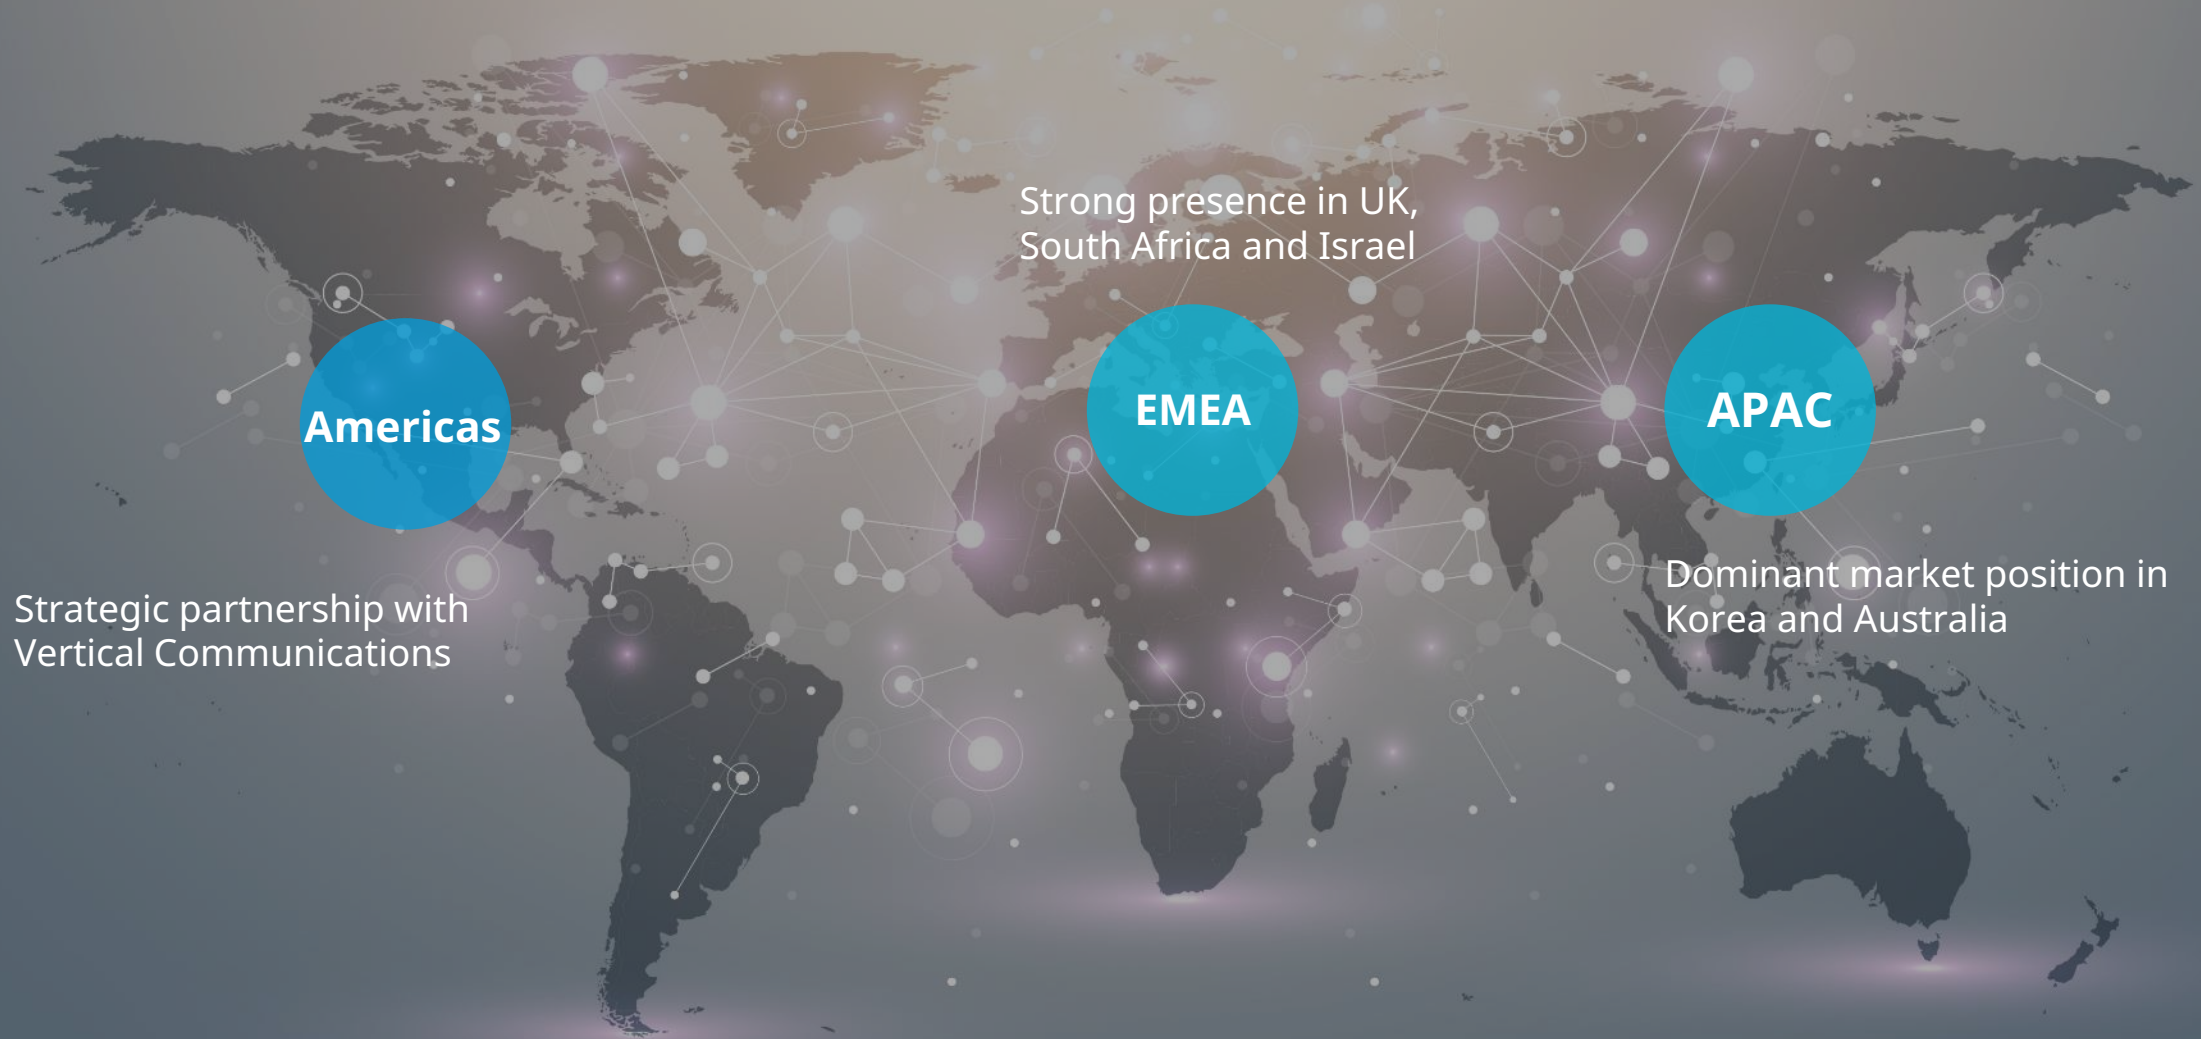 Strong presence in UK,
South Africa and Israel
Americas
EMEA
APAC
Strategic partnership with
Vertical Communications
Dominant market position in
Korea and Australia